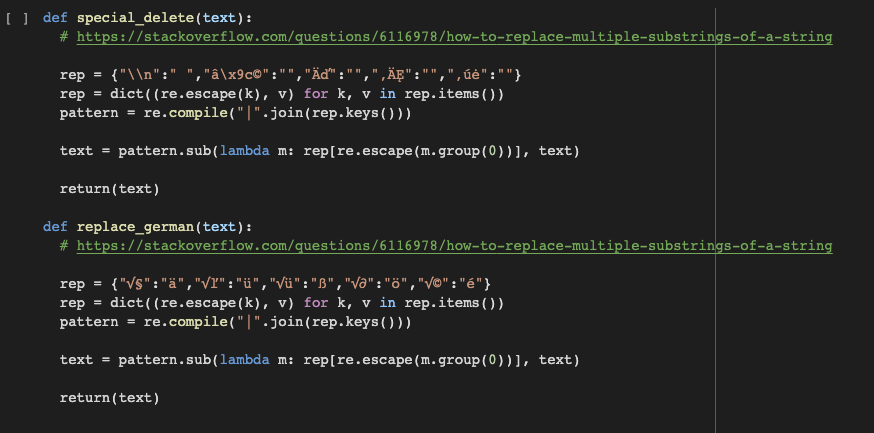 [ ] def special_delete(text):
# https://stackoverflow.com/questions/6116978/how-to-replace-multiple-substrings-of-a-string
rep = {"\\n":" ","â\x9c©":"","Äď":"","‚ÄĘ":"","‚úė":""}
rep = dict((re.escape(k), v) for k, v in rep.items())
pattern = re.compile("|".join(rep.keys()))
text = pattern.sub(lambda m: rep[re.escape(m.group(0))], text)
return(text)
def replace_german(text):
# https://stackoverflow.com/questions/6116978/how-to-replace-multiple-substrings-of-a-string
rep = {"√§":"ä","√ľ":"ü","√ü":"ß","√∂":"ö","√©":"é"}
rep = dict((re.escape(k), v) for k, v in rep.items())
pattern = re.compile("|".join(rep.keys()))
text = pattern.sub(lambda m: rep[re.escape(m.group(0))], text)
return(text)